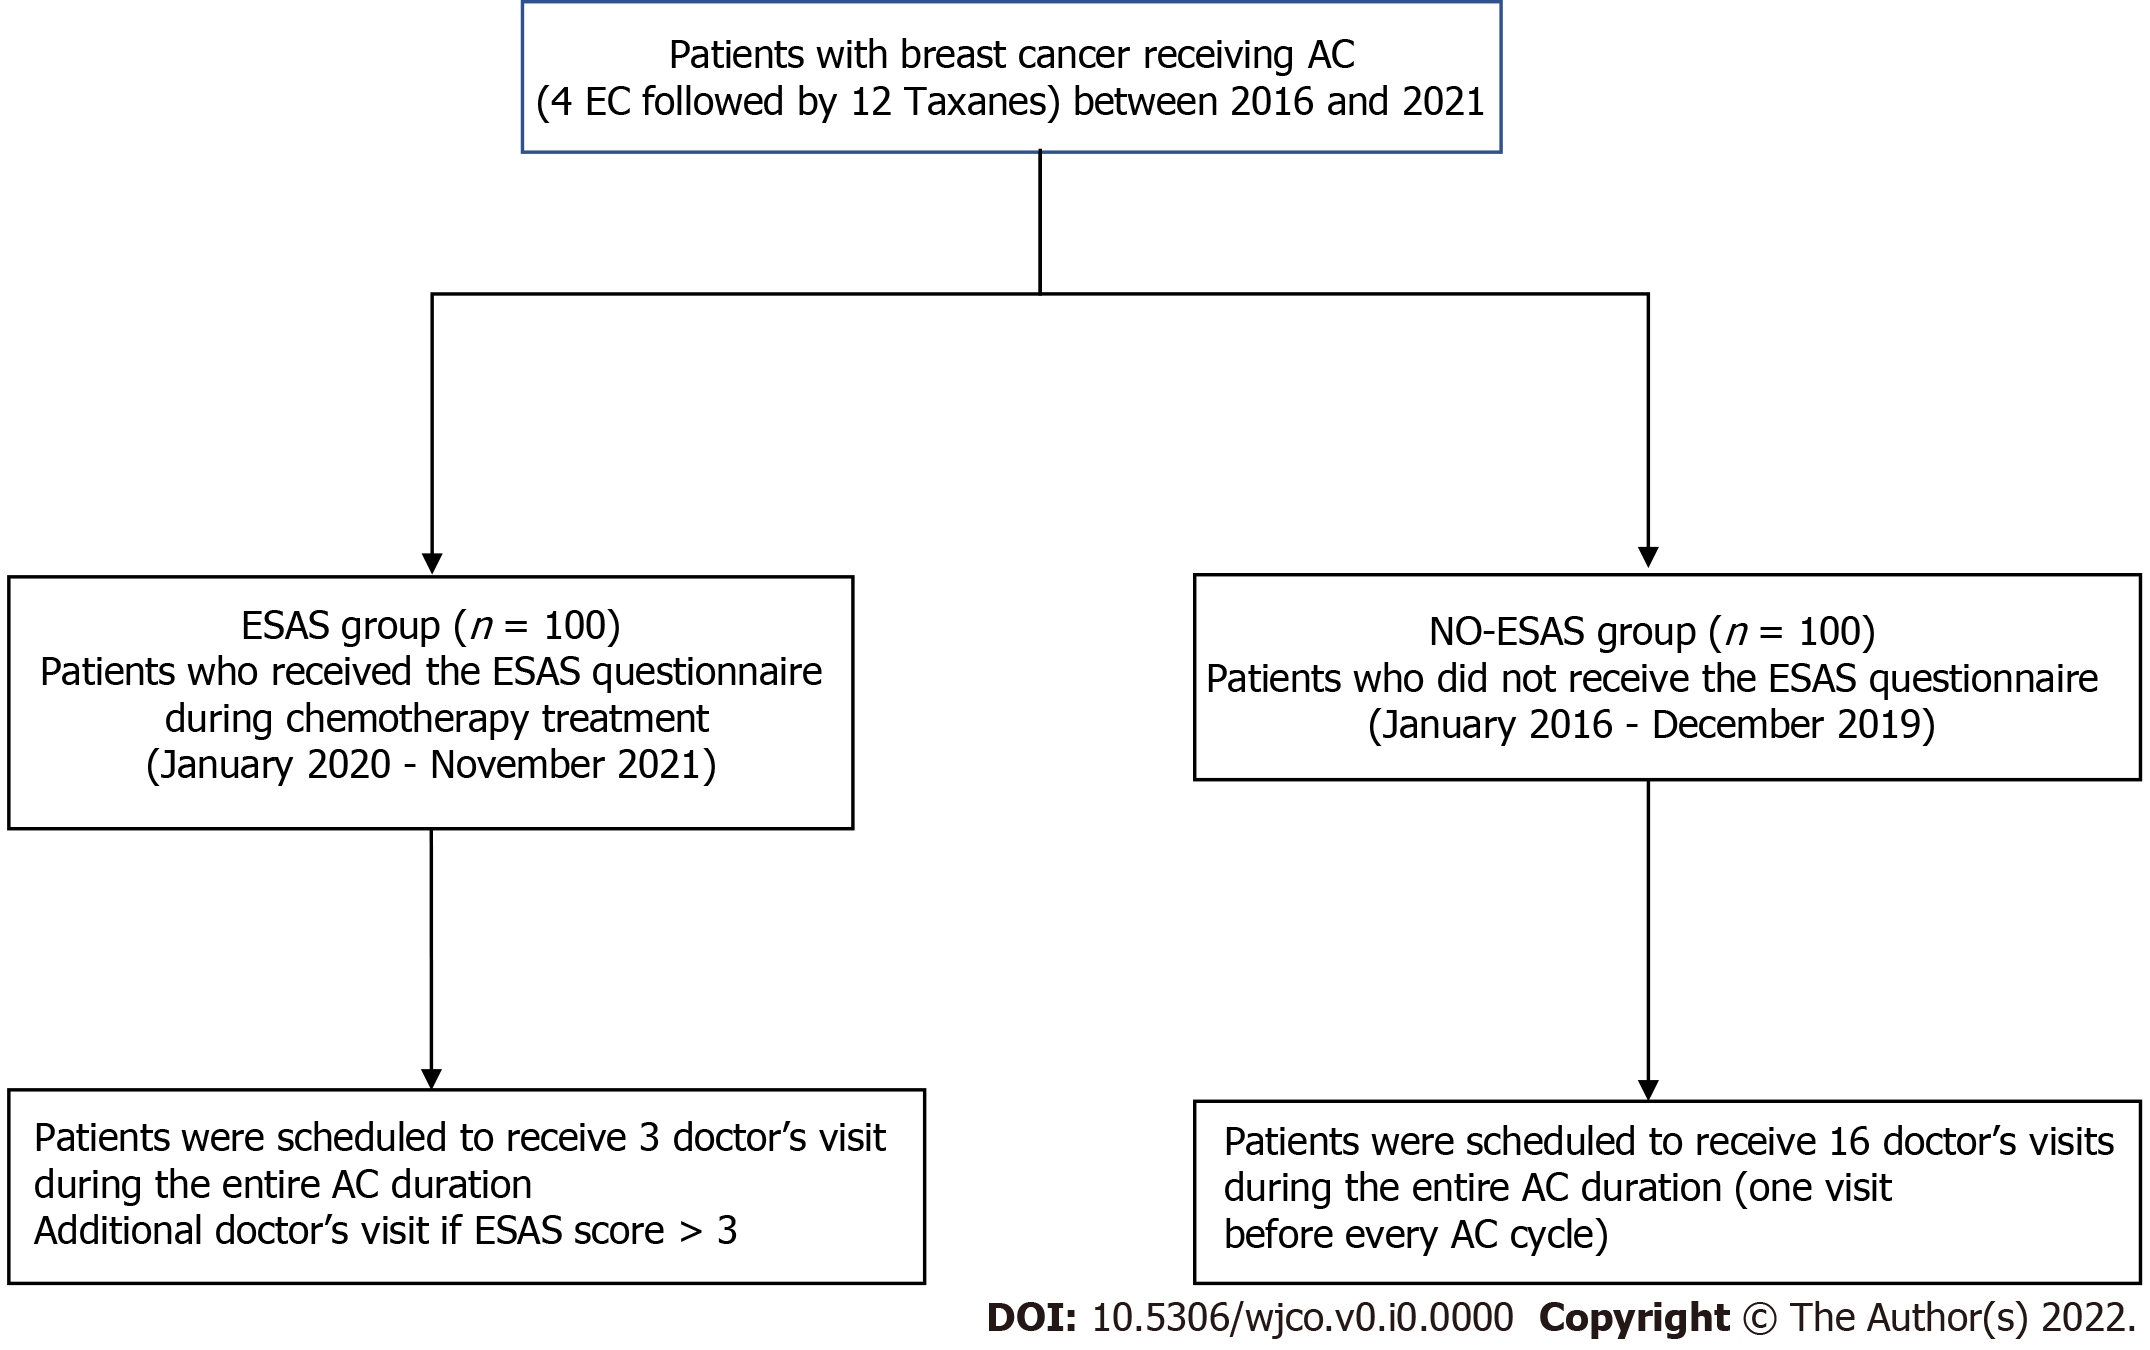 Patients with breast cancer receiving AC
(4 EC followed by 12 Taxanes) between 2016 and 2021
ESAS group (n = 100)
Patients who received the ESAS questionnaire
during chemotherapy treatment
(January 2020 - November 2021)
NO-ESAS group (n = 100)
Patients who did not receive the ESAS questionnaire
(January 2016 - December 2019)
Patients were scheduled to receive 3 doctor’s visit
during the entire AC duration
Additional doctor’s visit if ESAS score > 3
Patients were scheduled to receive 16 doctor’s visits
during the entire AC duration (one visit
before every AC cycle)
DOI: 10.5306/wjco.v0.i0.0000 Copyright © The Author(s) 2022.